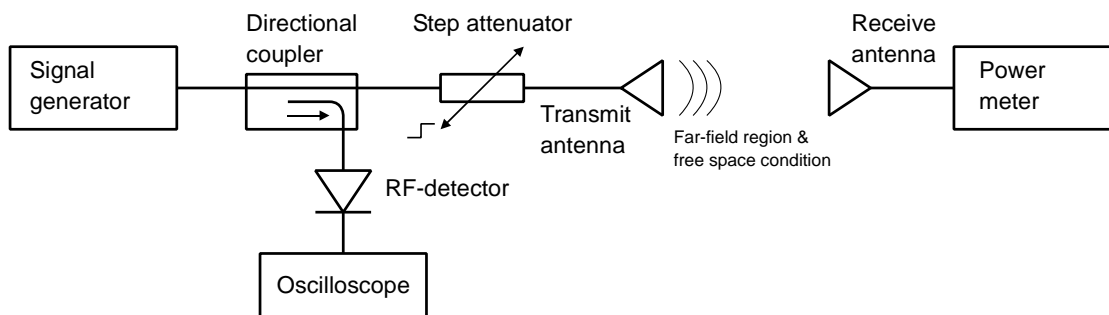 Signal
generator
Directional
coupler
Step attuator
Transmit
antenna
Far-field region &
free space condition
Receive
antenna
Power
meter
RF-detector
Oscilloscope